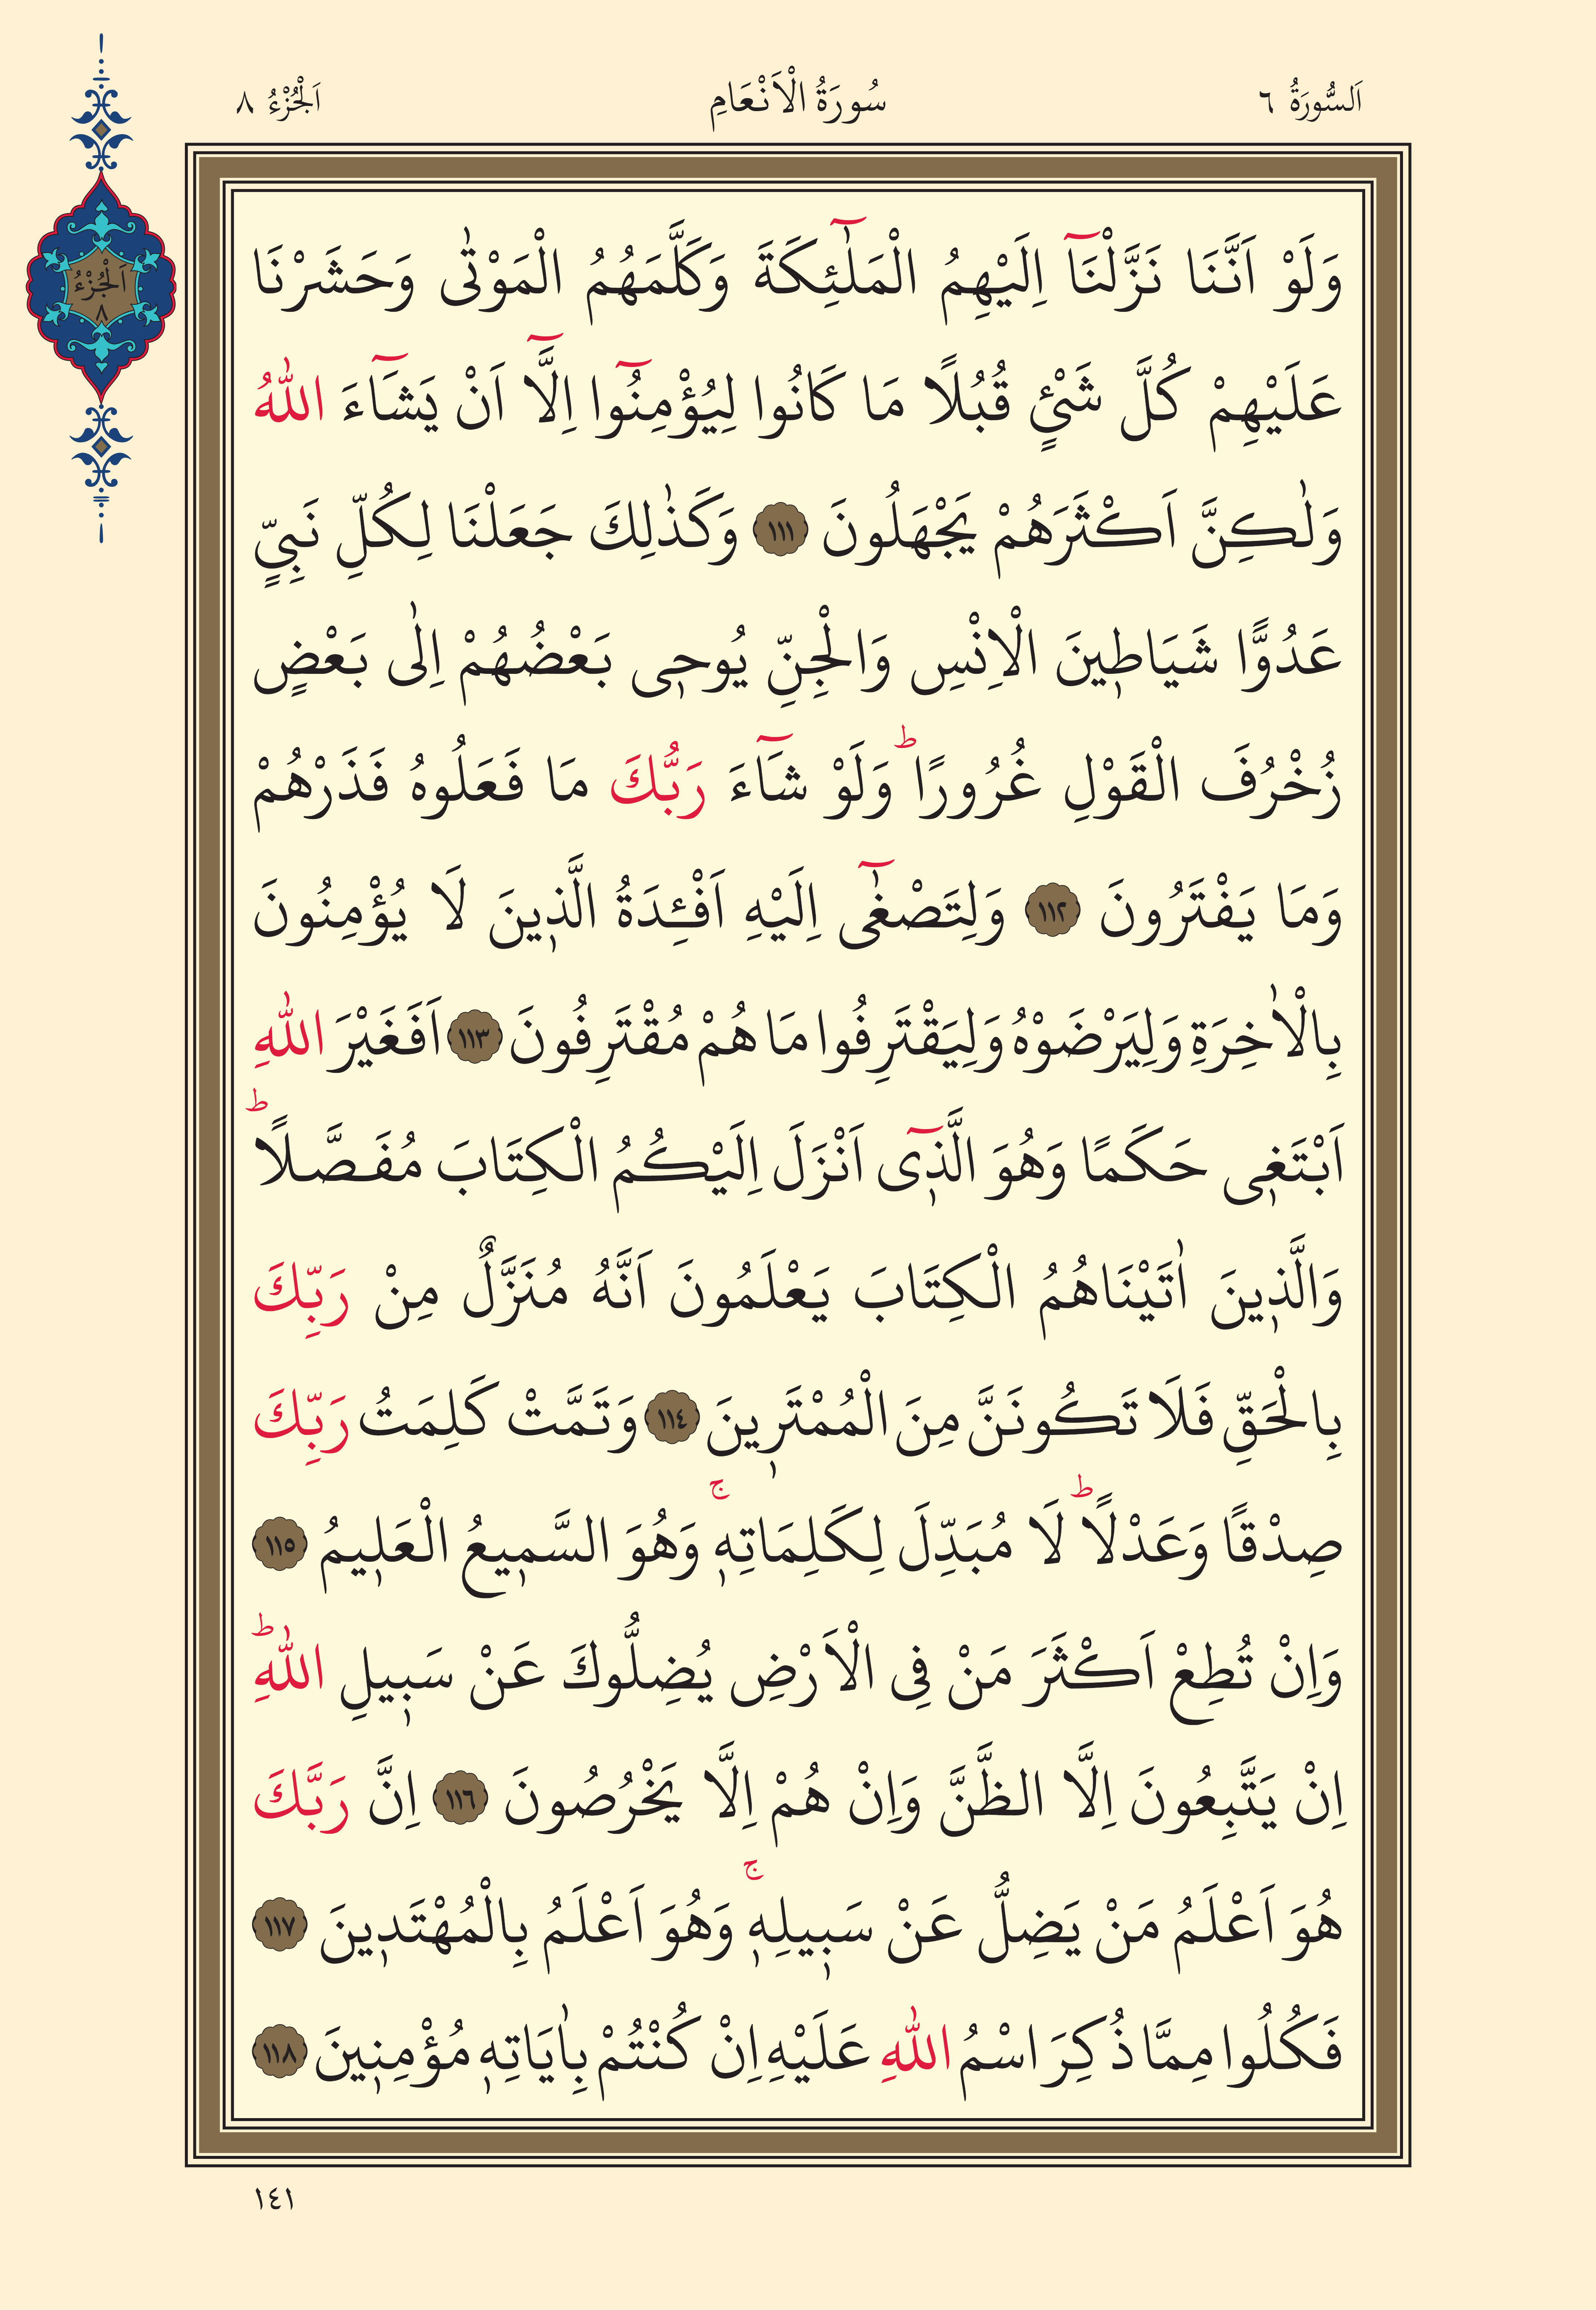 اَلسُّورَةُ ٦ سُورَةُ الْاَنْعَامِ اَلْجُزْءُ ٨
اَلْجُزْءُ
٨
وَلَوْ اَنَّنَا نَزَّلْنَٓا اِلَيْهِمُ الْمَلٰٓئِكَةَ وَكَلَّمَهُمُ الْمَوْتٰى وَحَشَرْنَا
عَلَيْهِمْ كُلَّ شَيْءٍ قُبُلًا مَا كَانُوا لِيُؤْمِنُٓوا اِلَّٓا اَنْ يَشَٓاءَ اللّٰهُ
وَلٰكِنَّ اَكْثَرَهُمْ يَجْهَلُونَ ١١١ وَكَذٰلِكَ جَعَلْنَا لِكُلِّ نَبِيٍّ
عَدُوًّا شَيَاط۪ينَ الْاِنْسِ وَالْجِنِّ يُوح۪ى بَعْضُهُمْ اِلٰى بَعْضٍ
زُخْرُفَ الْقَوْلِ غُرُورًاۜ وَلَوْ شَٓاءَ رَبُّكَ مَا فَعَلُوهُ فَذَرْهُمْ
وَمَا يَفْتَرُونَ ١١٢ وَلِتَصْغٰٓى اِلَيْهِ اَفْـِٔدَةُ الَّذ۪ينَ لَا يُؤْمِنُونَ
بِالْاٰخِرَةِ وَلِيَرْضَوْهُ وَلِيَقْتَرِفُوا مَا هُمْ مُقْتَرِفُونَ ١١٣ اَفَغَيْرَ اللّٰهِ
اَبْتَغ۪ى حَكَمًا وَهُوَ الَّذ۪ٓى اَنْزَلَ اِلَيْكُمُ الْكِتَابَ مُفَصَّلًاۜ
وَالَّذ۪ينَ اٰتَيْنَاهُمُ الْكِتَابَ يَعْلَمُونَ اَنَّهُ مُنَزَّلٌ مِنْ رَبِّكَ
بِالْحَقِّ فَلَا تَكُونَنَّ مِنَ الْمُمْتَر۪ينَ ١١٤ وَتَمَّتْ كَلِمَتُ رَبِّكَ
صِدْقًا وَعَدْلًاۜ لَا مُبَدِّلَ لِكَلِمَاتِه۪ۚ وَهُوَ السَّم۪يعُ الْعَل۪يمُ ١١٥
وَاِنْ تُطِعْ اَكْثَرَ مَنْ فِى الْاَرْضِ يُضِلُّوكَ عَنْ سَب۪يلِ اللّٰهِۜ
اِنْ يَتَّبِعُونَ اِلَّا الظَّنَّ وَاِنْ هُمْ اِلَّا يَخْرُصُونَ ١١٦ اِنَّ رَبَّكَ
هُوَ اَعْلَمُ مَنْ يَضِلُّ عَنْ سَب۪يلِه۪ۚ وَهُوَ اَعْلَمُ بِالْمُهْتَد۪ينَ ١١٧
فَكُلُوا مِمَّا ذُكِرَ اسْمُ اللّٰهِ عَلَيْهِ اِنْ كُنْتُمْ بِاٰيَاتِه۪ مُؤْمِن۪ينَ ١١٨
١٤١